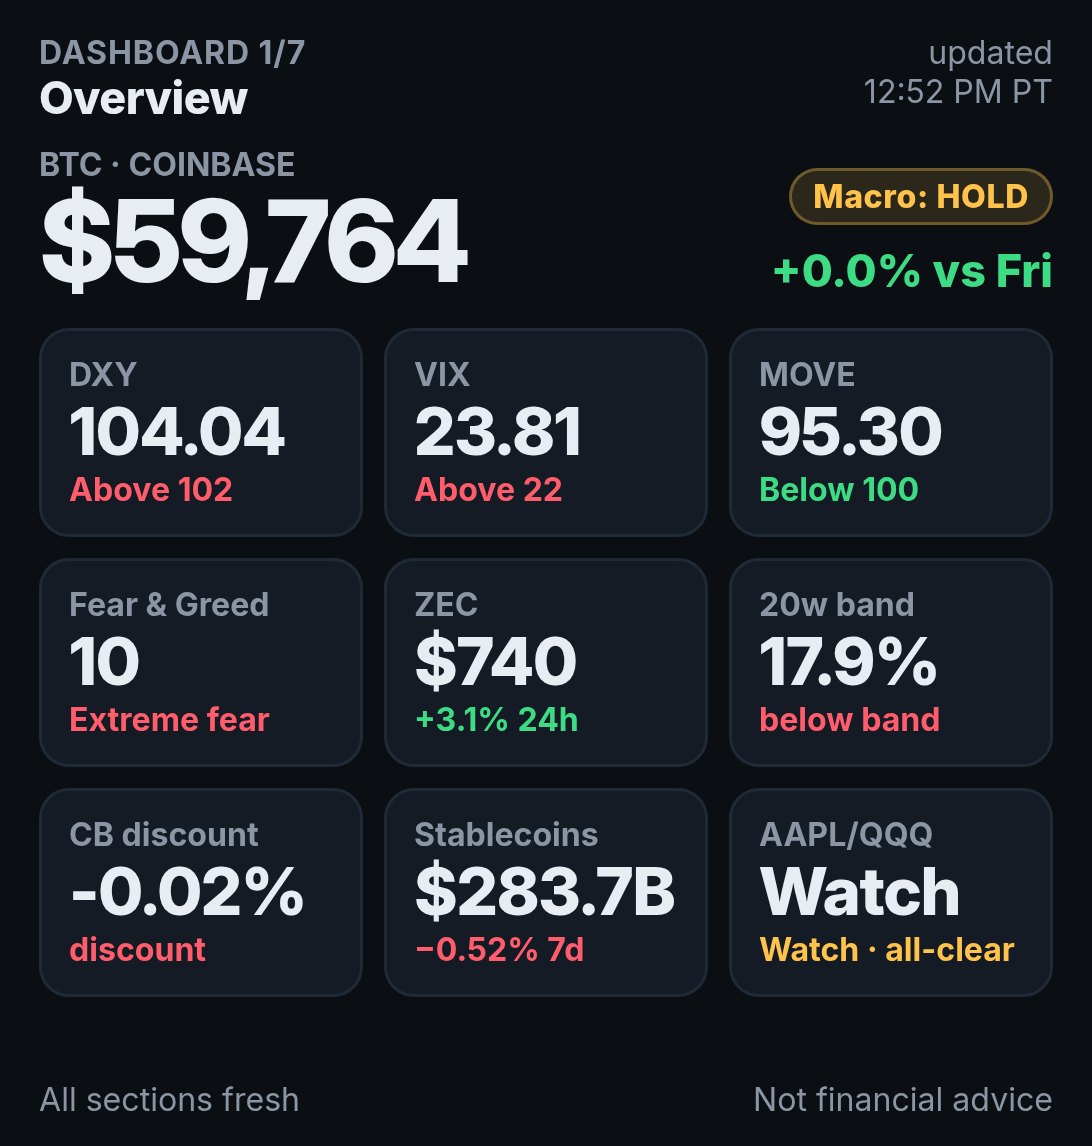 DASHBOARD 1/7
Overview
updated
12:52 PM PT
BTC · COINBASE
$59,764
Macro: HOLD
+0.0% vs Fri
DXY
104.04
Above 102
VIX
23.81
Above 22
MOVE
95.30
Below 100
Fear & Greed
10
Extreme fear
ZEC
$740
+3.1% 24h
20w band
17.9%
below band
CB discount
-0.02%
discount
Stablecoins
$283.7B
−0.52% 7d
AAPL/QQQ
Watch
Watch · all-clear
All sections fresh
Not financial advice